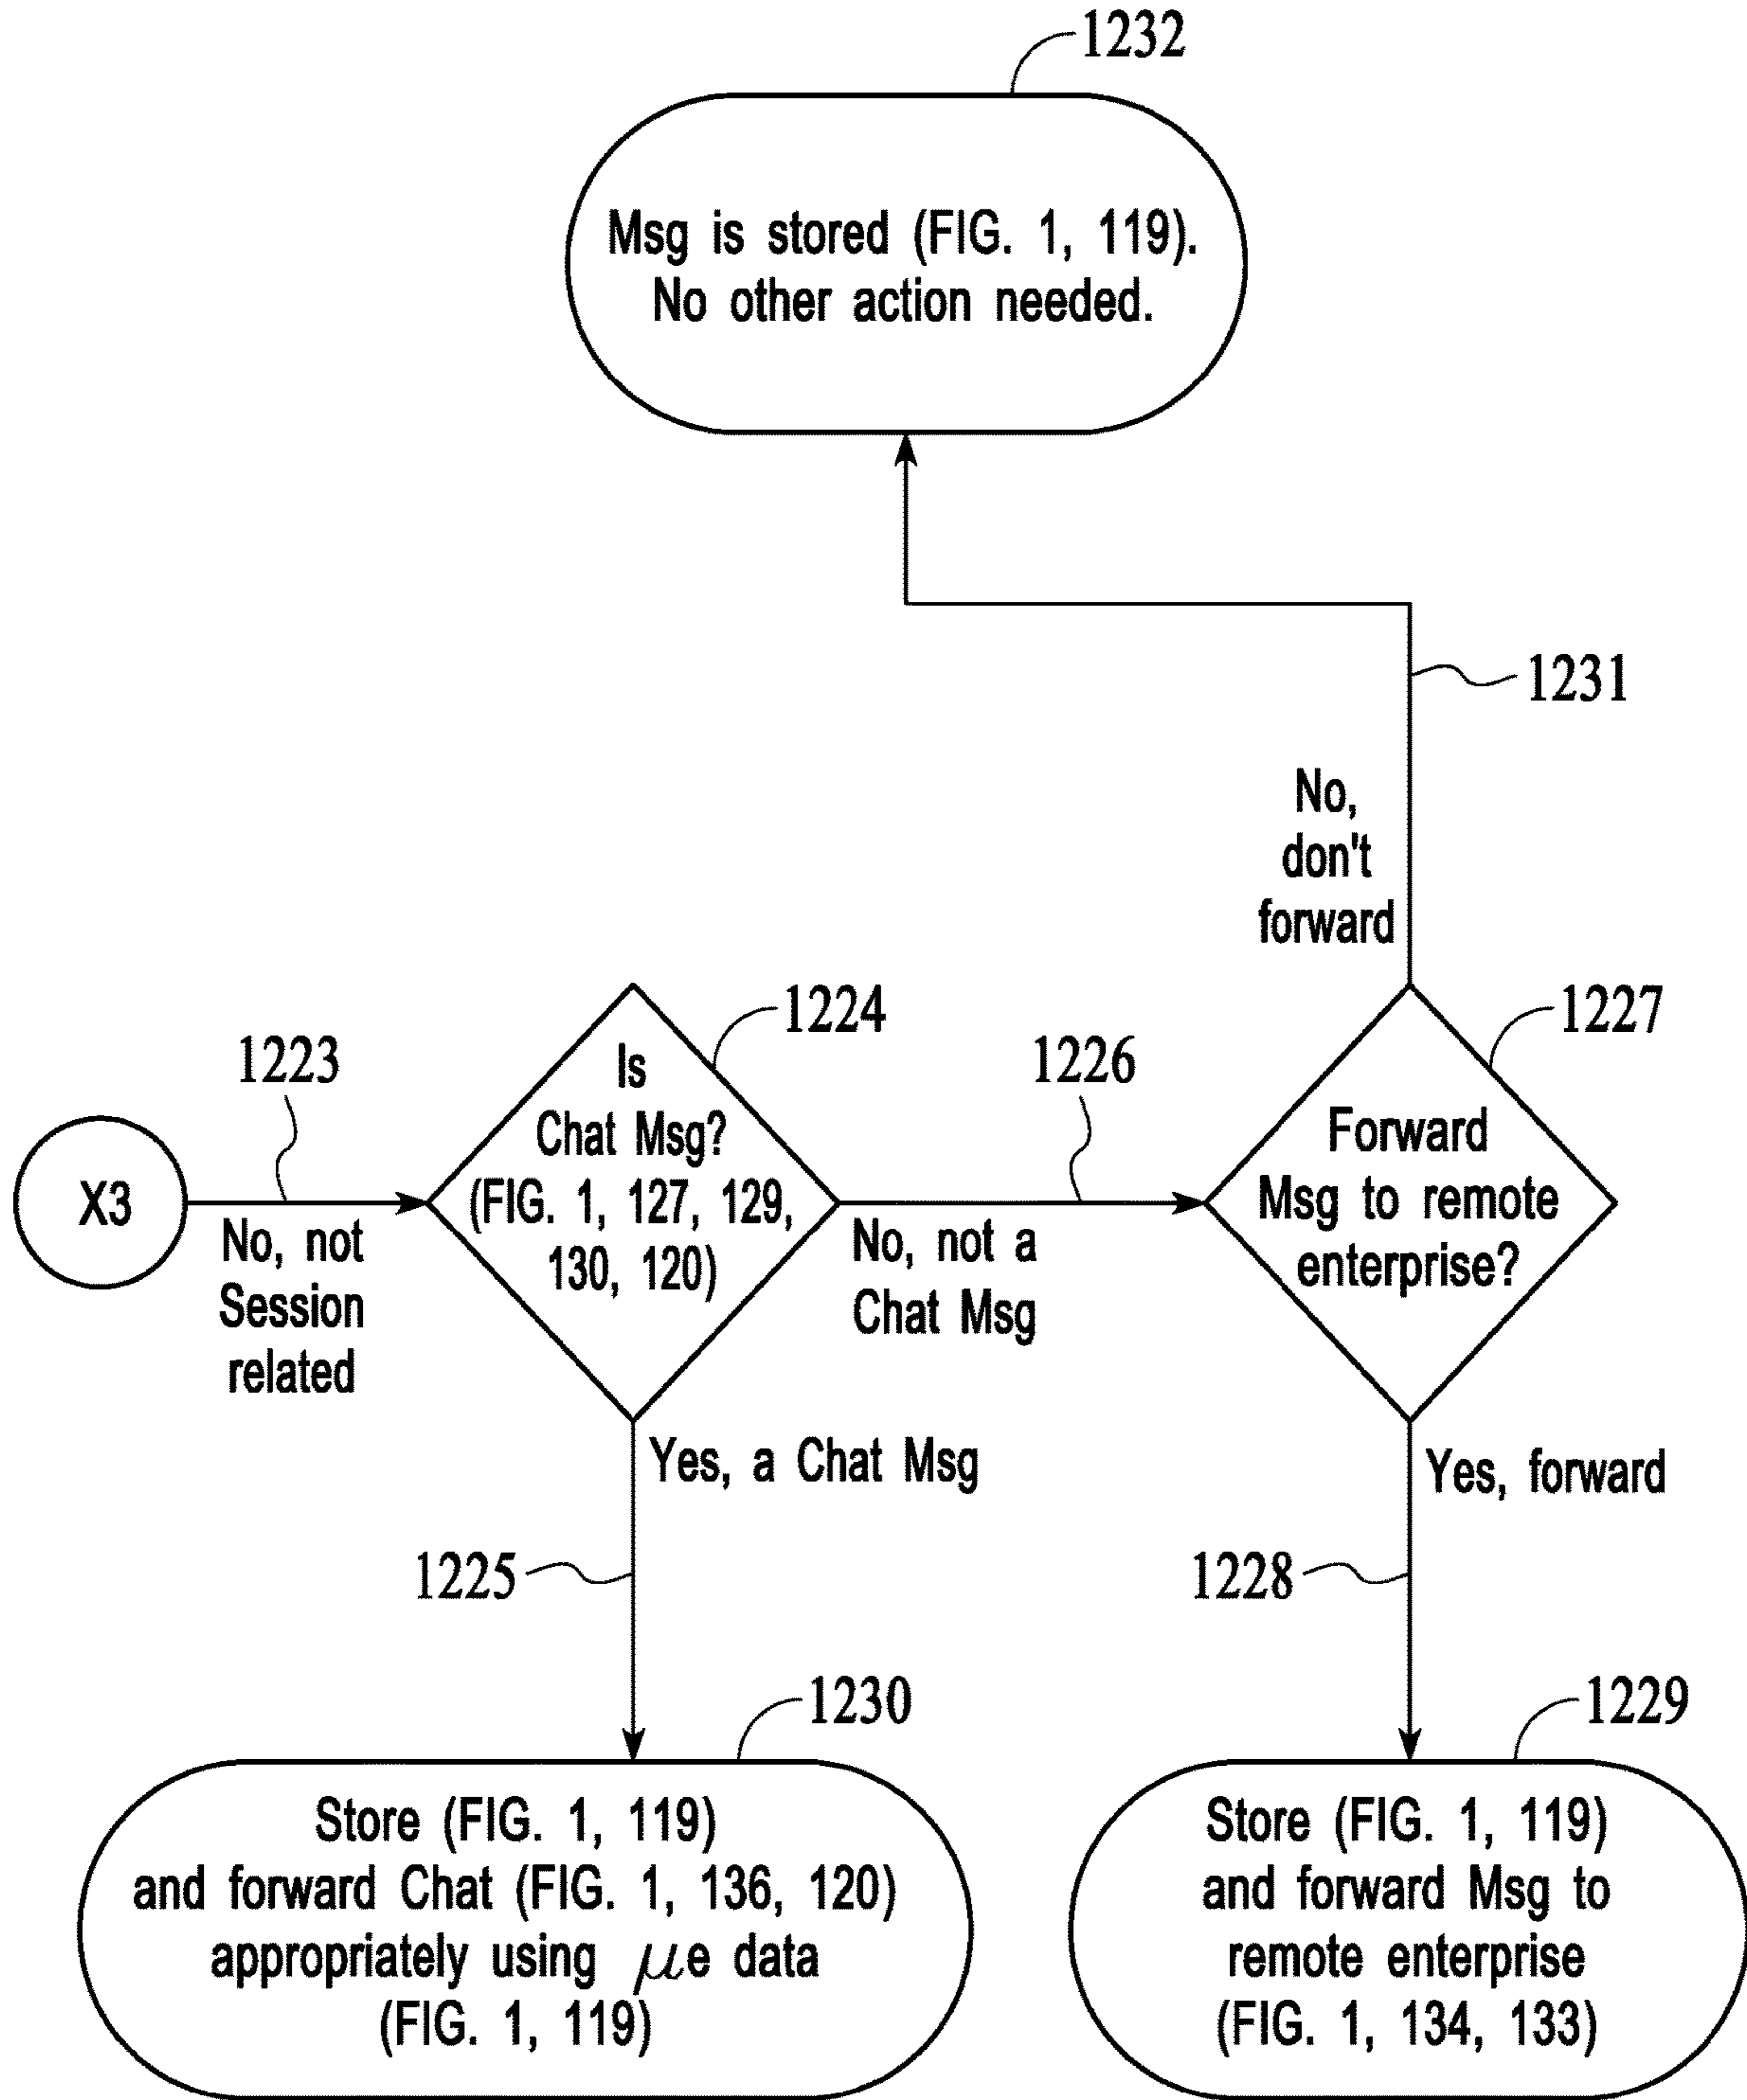 1232
Msg is stored (FIG. 1, 119).
No other action needed.
1231
No,
don't
forward
1223
1224
1226
1227
X3
No, not
Session
related
Is
Chat Msg?
(FIG. 1, 127, 129,
130, 120)
No, not a
Chat Msg
Forward
Msg to remote
enterprise?
Yes, a Chat Msg
Yes, forward
1225
1228
1230
1229
Store (FIG. 1, 119)
and forward Chat (FIG. 1, 136, 120)
appropriately using μe data
(FIG. 1, 119)
Store (FIG. 1, 119)
and forward Msg to
remote enterprise
(FIG. 1, 134, 133)